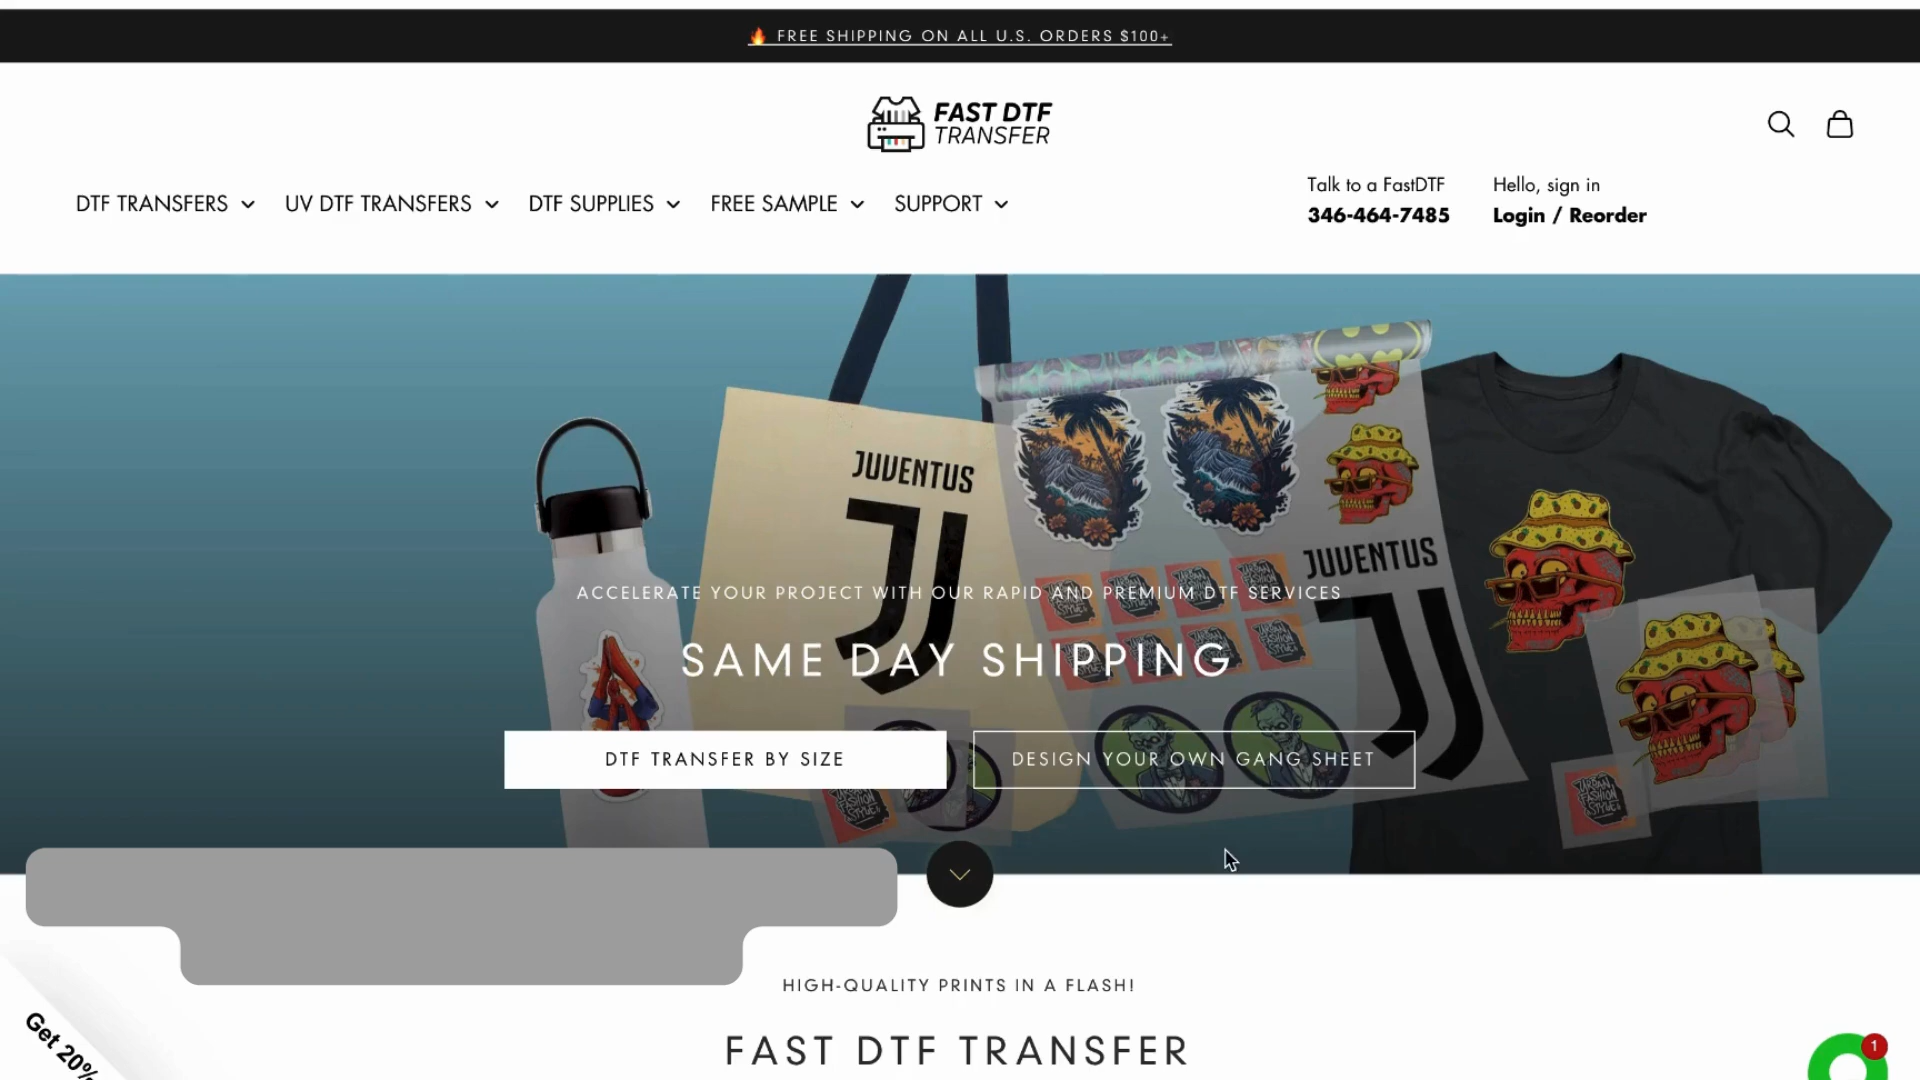 🔥 FREE SHIPPING ON ALL U.S. ORDERS $100+
FAST DTF
TRANSFER
Talk to a FastDTF
346-464-7485
Hello, sign in
Login / Reorder
DTF TRANSFERS
UV DTF TRANSFERS
DTF SUPPLIES
FREE SAMPLE
SUPPORT
JUVENTUS
JUVENTUS
ACCELERATE YOUR PROJECT WITH OUR RAPID AND PREMIUM DTF SERVICES
SAME DAY SHIPPING
DTF TRANSFER BY SIZE
DESIGN YOUR OWN GANG SHEET
URBAN
FASHION
STYLE
HIGH-QUALITY PRINTS IN A FLASH!
FAST DTF TRANSFER
Get 20%
1